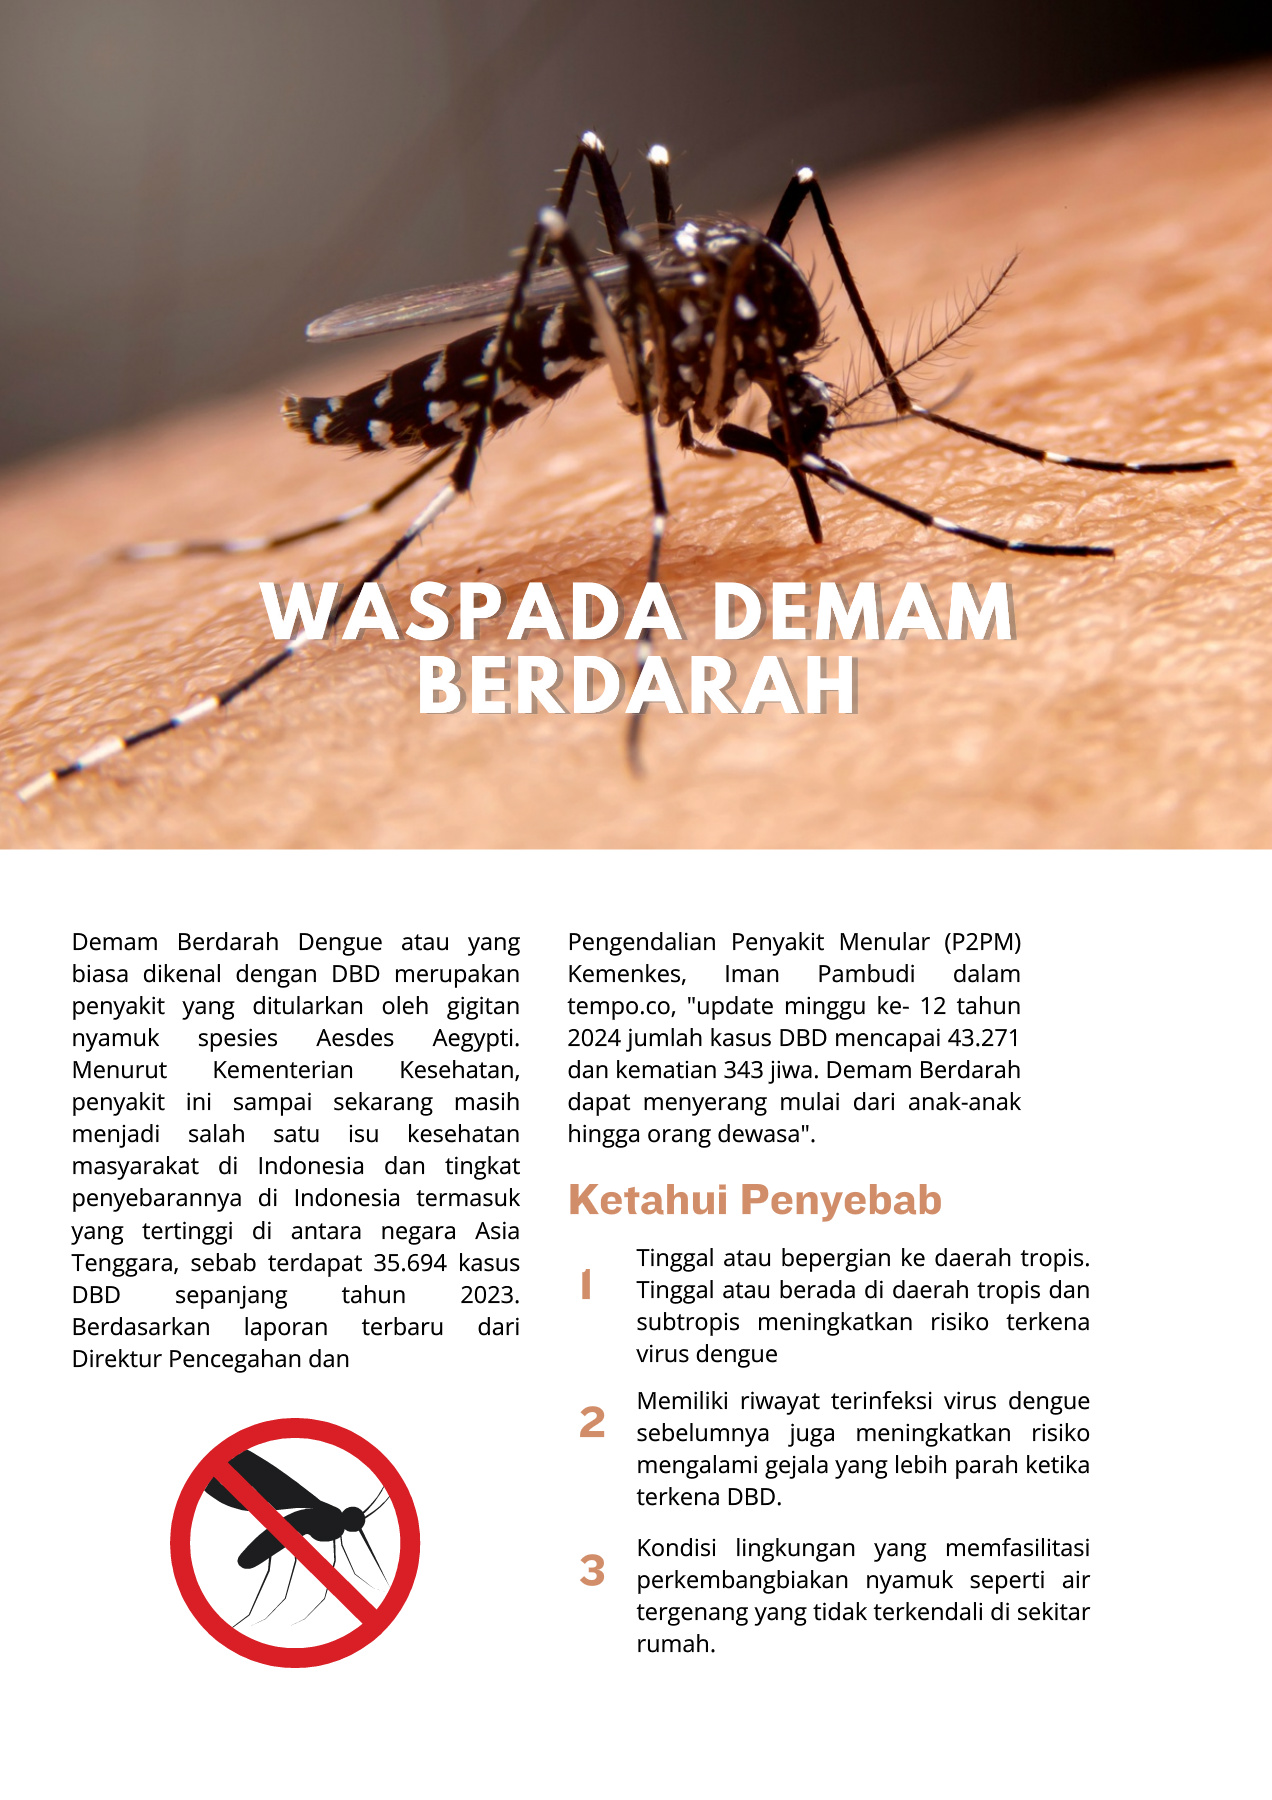 WASPADA DEMAM
BERDARAH
Demam Berdarah Dengue atau yang
biasa dikenal dengan DBD merupakan
penyakit yang ditularkan oleh gigitan
nyamuk spesies Aesdes Aegypti.
Menurut Kementerian Kesehatan,
penyakit ini sampai sekarang masih
menjadi salah satu isu kesehatan
masyarakat di Indonesia dan tingkat
penyebarannya di Indonesia termasuk
yang tertinggi di antara negara Asia
Tenggara, sebab terdapat 35.694 kasus
DBD sepanjang tahun 2023.
Berdasarkan laporan terbaru dari
Direktur Pencegahan dan
Pengendalian Penyakit Menular (P2PM)
Kemenkes, Iman Pambudi dalam
tempo.co, "update minggu ke- 12 tahun
2024 jumlah kasus DBD mencapai 43.271
dan kematian 343 jiwa. Demam Berdarah
dapat menyerang mulai dari anak-anak
hingga orang dewasa".
Ketahui Penyebab
1
Tinggal atau bepergian ke daerah tropis.
Tinggal atau berada di daerah tropis dan
subtropis meningkatkan risiko terkena
virus dengue
2
Memiliki riwayat terinfeksi virus dengue
sebelumnya juga meningkatkan risiko
mengalami gejala yang lebih parah ketika
terkena DBD.
3
Kondisi lingkungan yang memfasilitasi
perkembangbiakan nyamuk seperti air
tergenang yang tidak terkendali di sekitar
rumah.